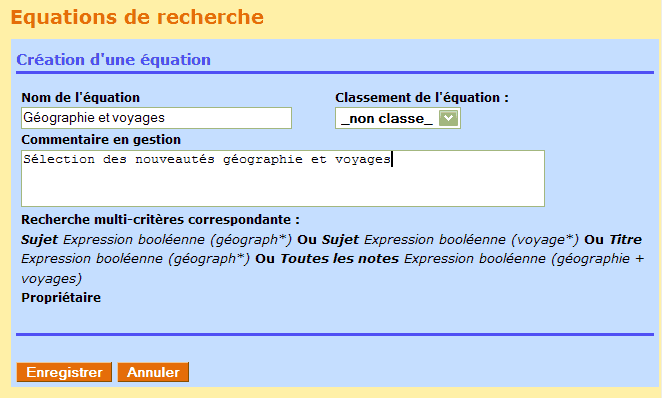 Equations de recherche
Création d'une équation
Nom de l'équation Classement de l'équation :
Géographie et voyages _non classe_
Commentaire en gestion
Sélection des nouveautés géographie et voyages
Recherche multi-critères correspondante :
Sujet Expression booléenne (géograph*) Ou Sujet Expression booléenne (voyage*) Ou Titre
Expression booléenne (géograph*) Ou Toutes les notes Expression booléenne (géographie +
voyages)
Propriétaire
Enregistrer Annuler